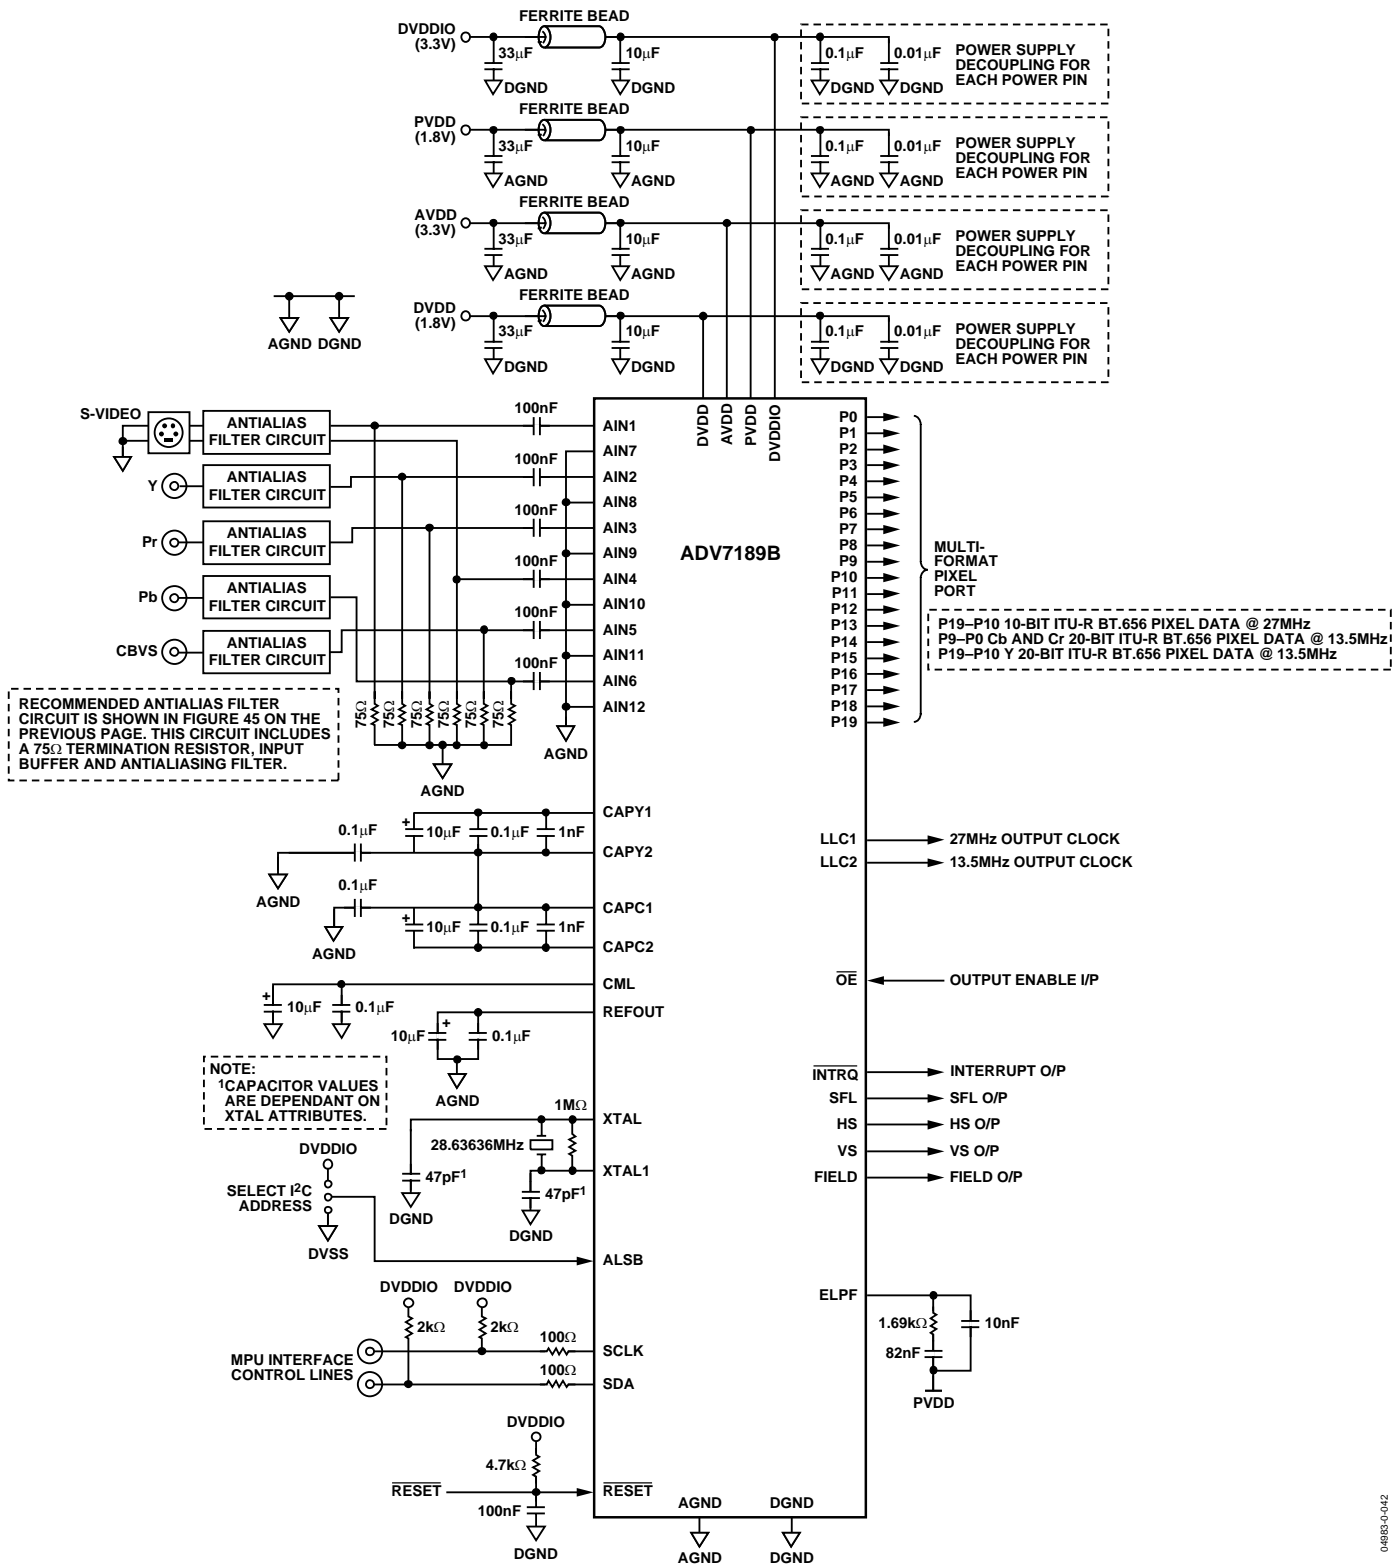 FERRITE BEAD
DVDDIO
(3.3V)
33μF
10μF
0.1μF
0.01μF
DGND
DGND
DGND
DGND
POWER SUPPLY
DECOUPLING FOR
EACH POWER PIN
FERRITE BEAD
PVDD
(1.8V)
33μF
10μF
0.1μF
0.01μF
AGND
AGND
AGND
AGND
POWER SUPPLY
DECOUPLING FOR
EACH POWER PIN
FERRITE BEAD
AVDD
(3.3V)
33μF
10μF
0.1μF
0.01μF
AGND
AGND
AGND
AGND
POWER SUPPLY
DECOUPLING FOR
EACH POWER PIN
FERRITE BEAD
DVDD
(1.8V)
33μF
10μF
0.1μF
0.01μF
DGND
DGND
DGND
DGND
POWER SUPPLY
DECOUPLING FOR
EACH POWER PIN
AGND DGND
S-VIDEO
ANTIALIAS
FILTER CIRCUIT
Y
ANTIALIAS
FILTER CIRCUIT
Pr
ANTIALIAS
FILTER CIRCUIT
Pb
ANTIALIAS
FILTER CIRCUIT
CBVS
ANTIALIAS
FILTER CIRCUIT
RECOMMENDED ANTIALIAS FILTER
CIRCUIT IS SHOWN IN FIGURE 45 ON THE
PREVIOUS PAGE. THIS CIRCUIT INCLUDES
A 75Ω TERMINATION RESISTOR, INPUT
BUFFER AND ANTIALIASING FILTER.
100nF
100nF
100nF
100nF
100nF
100nF
75Ω
75Ω
75Ω
75Ω
75Ω
75Ω
AGND
AGND
DVDD
AVDD
PVDD
DVDDIO
ADV7189B
AIN1
AIN7
AIN2
AIN8
AIN3
AIN9
AIN4
AIN10
AIN5
AIN11
AIN6
AIN12
P0
P1
P2
P3
P4
P5
P6
P7
P8
P9
P10
P11
P12
P13
P14
P15
P16
P17
P18
P19
MULTI-
FORMAT
PIXEL
PORT
P19–P10 10-BIT ITU-R BT.656 PIXEL DATA @ 27MHz
P9–P0 Cb AND Cr 20-BIT ITU-R BT.656 PIXEL DATA @ 13.5MHz
P19–P10 Y 20-BIT ITU-R BT.656 PIXEL DATA @ 13.5MHz
CAPY1
0.1μF
+
10μF
0.1μF
1nF
CAPY2
AGND
0.1μF
CAPC1
+
10μF
0.1μF
1nF
AGND
CAPC2
LLC1
27MHz OUTPUT CLOCK
LLC2
13.5MHz OUTPUT CLOCK
CML
+
10μF
0.1μF
REFOUT
10μF
+
0.1μF
AGND
OE
OUTPUT ENABLE I/P
NOTE:
1CAPACITOR VALUES
ARE DEPENDANT ON
XTAL ATTRIBUTES.
INTRQ
INTERRUPT O/P
SFL
SFL O/P
HS
HS O/P
VS
VS O/P
FIELD
FIELD O/P
1MΩ
XTAL
28.63636MHz
XTAL1
47pF1
DGND
47pF1
DGND
DVDDIO
SELECT I2C
ADDRESS
DVSS
ALSB
DVDDIO
DVDDIO
2kΩ
2kΩ
MPU INTERFACE
CONTROL LINES
100Ω
SCLK
100Ω
SDA
ELPF
1.69kΩ
10nF
82nF
PVDD
DVDDIO
4.7kΩ
RESET
RESET
100nF
DGND
AGND
DGND
AGND
DGND
04983-0-042